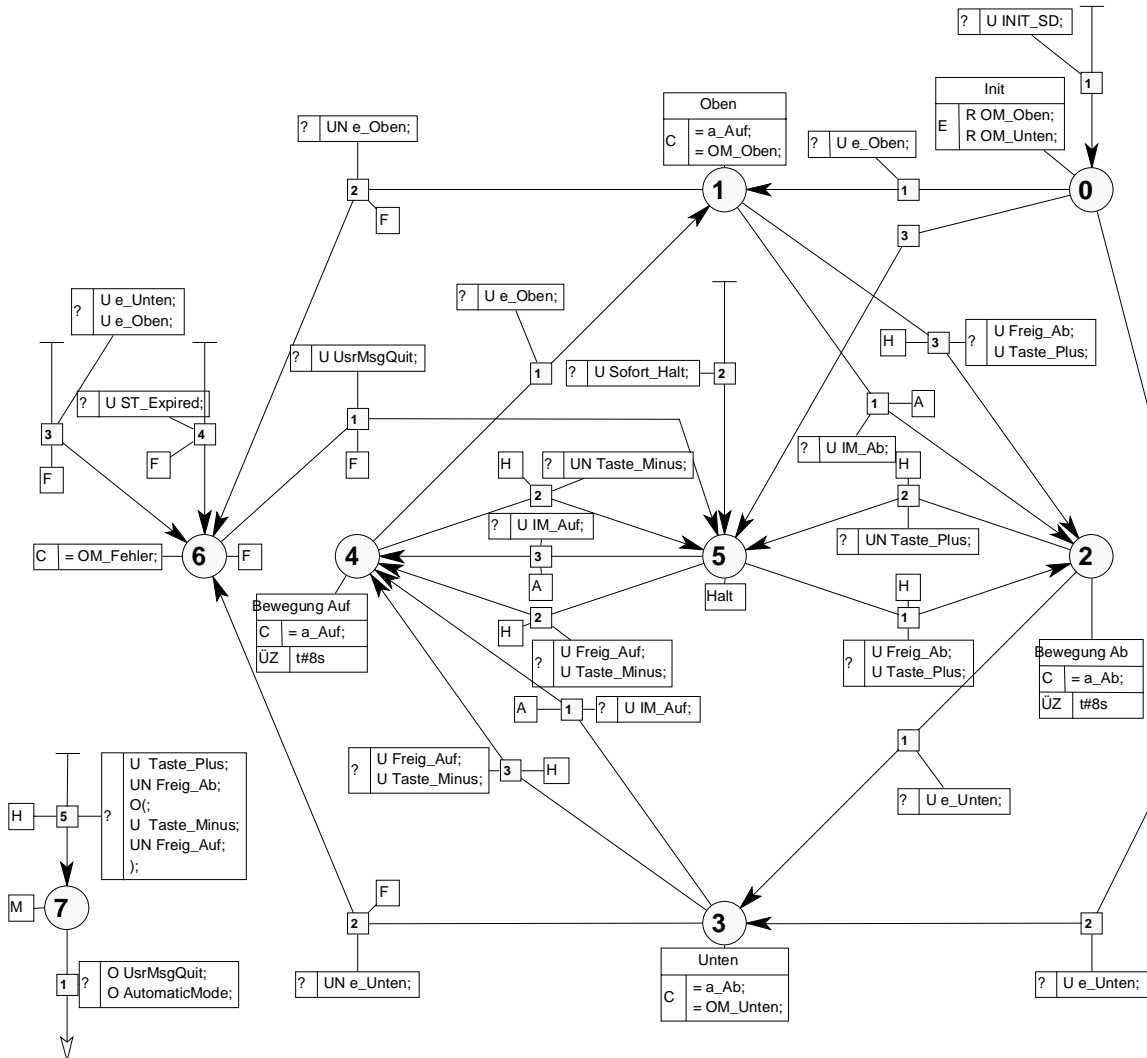 ? U INIT_SD;
1
Init
E
R OM_Oben;
R OM_Unten;
Oben
C
= a_Auf;
= OM_Oben;
? UN e_Oben;
? U e_Oben;
2
1
1
0
F
3
? U e_Unten;
U e_Oben;
? U e_Oben;
? U UsrMsgQuit;
H
3
? U Freig_Ab;
U Taste_Plus;
? U Sofort_Halt;
2
1
? U ST_Expired;
1
A
3
4
1
? U IM_Ab;
F
F
F
H
? UN Taste_Minus;
H
2
2
? U IM_Auf;
? UN Taste_Plus;
C = OM_Fehler;
6
F
4
3
5
2
A
Halt
H
Bewegung Auf
C = a_Auf;
ÜZ t#8s
2
H
1
? U Freig_Auf;
U Taste_Minus;
? U Freig_Ab;
U Taste_Plus;
Bewegung Ab
C = a_Ab;
ÜZ t#8s
A
1
? U IM_Auf;
1
? U Freig_Auf;
U Taste_Minus;
3
H
? U e_Unten;
H
5
?
U Taste_Plus;
UN Freig_Ab;
O(;
U Taste_Minus;
UN Freig_Auf;
);
F
M
7
2
3
2
? UN e_Unten;
Unten
C
= a_Ab;
= OM_Unten;
? U e_Unten;
1
? O UsrMsgQuit;
O AutomaticMode;